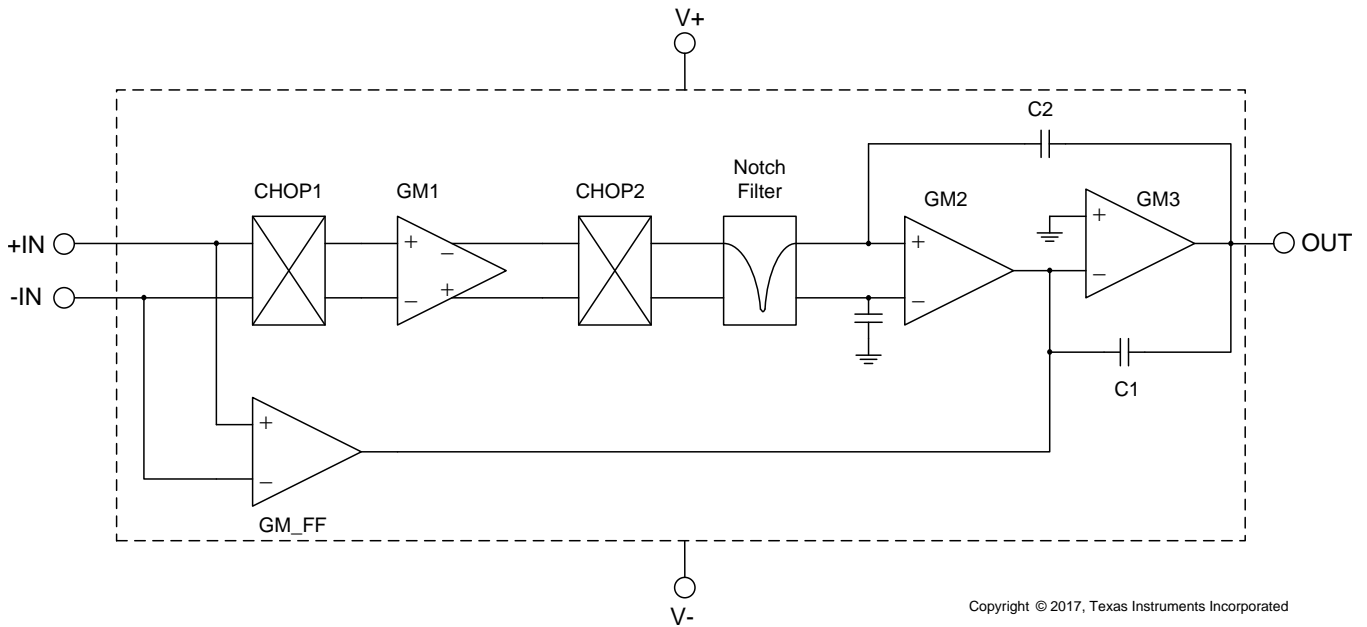 V+
C2
Notch
Filter
CHOP1
GM1
CHOP2
GM2
GM3
+IN
-IN
OUT
+
−
−
+
+
−
+
−
C1
+
−
GM_FF
V-
Copyright © 2017, Texas Instruments Incorporated